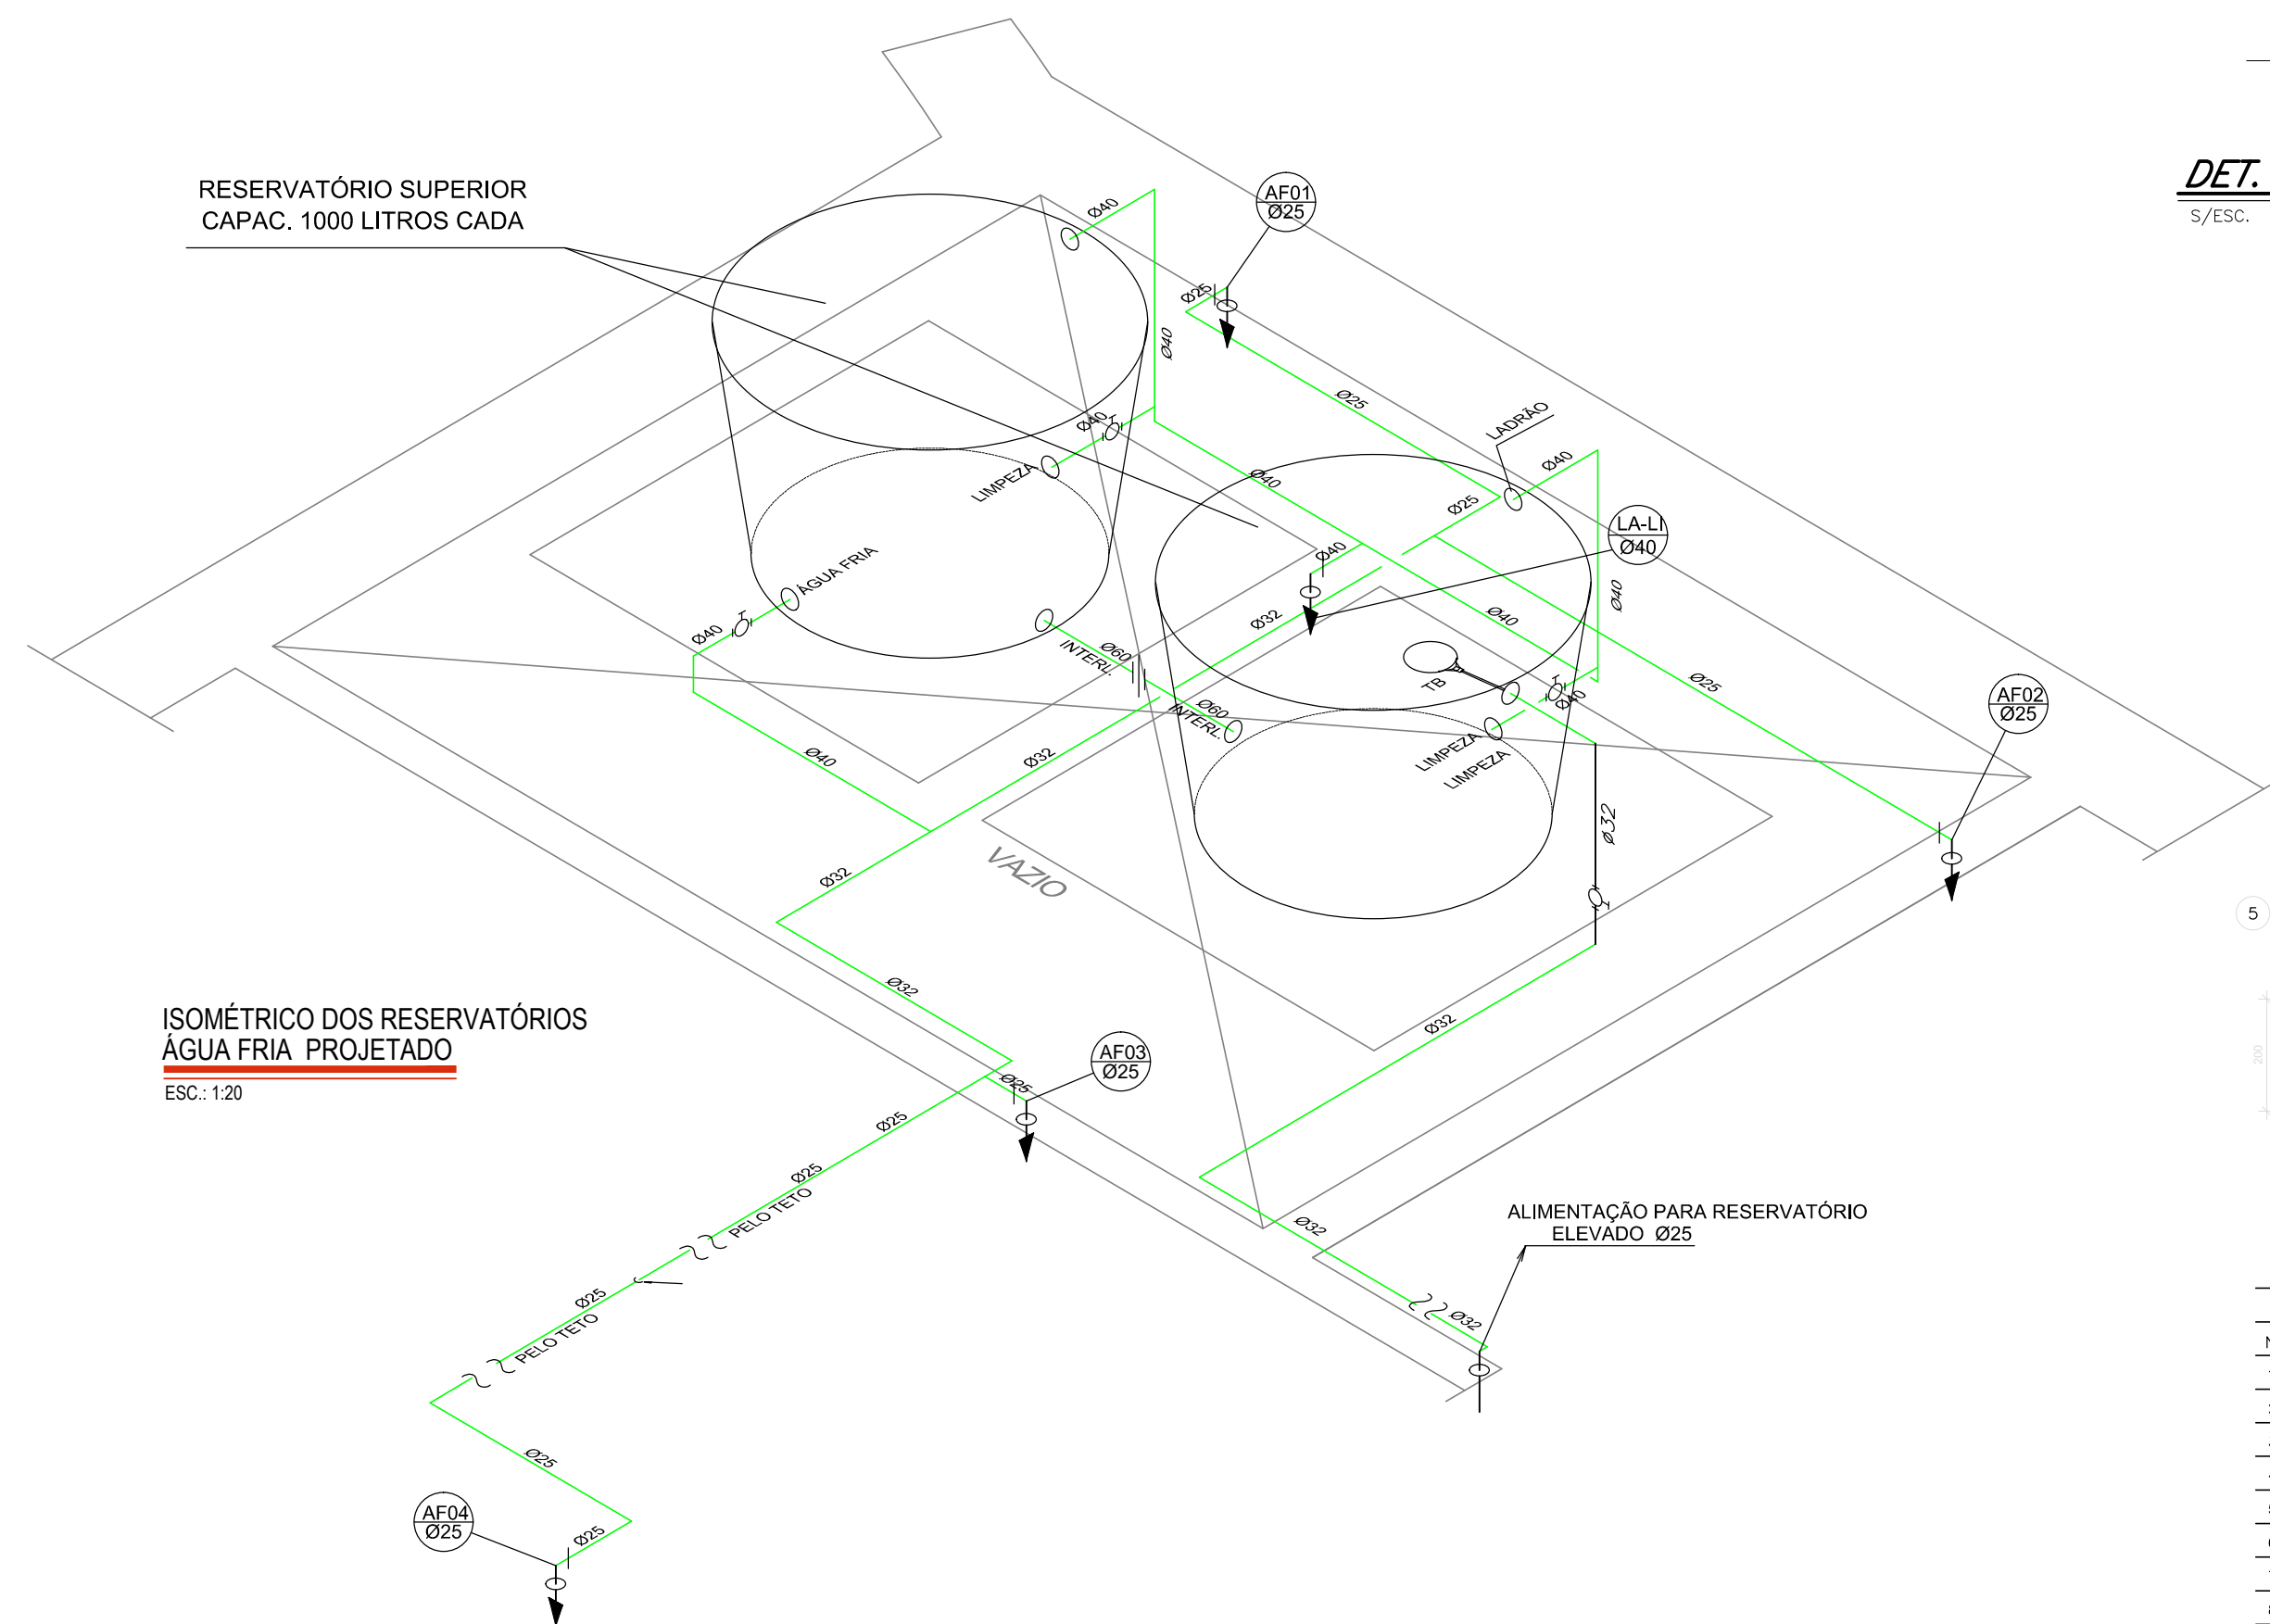 RESERVATÓRIO SUPERIOR
CAPAC. 1000 LITROS CADA
DET.
S/ESC.
AF01
Ø25
Ø40
Ø25
Ø40
Ø25
LADRÃO
Ø40
Ø40
LIMPEZA
Ø40
Ø25
LA-LI
Ø40
Ø40
ÁGUA FRIA
Ø40
Ø32
Ø40
Ø40
Ø60
INTERL.
TB
Ø25
Ø40
AF02
Ø25
Ø60
INTERL.
Ø40
Ø32
LIMPEZA
LIMPEZA
Ø32
Ø32
VAZIO
5
Ø32
ISOMÉTRICO DOS RESERVATÓRIOS
ÁGUA FRIA PROJETADO
ESC.: 1:20
Ø32
200
AF03
Ø25
Ø25
Ø25
Ø25
PELO TETO
ALIMENTAÇÃO PARA RESERVATÓRIO
ELEVADO Ø25
Ø32
Ø32
Ø25
PELO TETO
Ø25
AF04
Ø25
Ø25